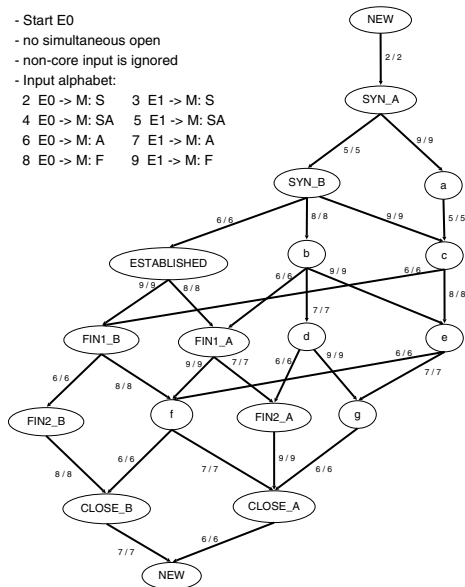 - Start E0
- no simultaneous open
- non-core input is ignored
- Input alphabet:
2 E0 -> M: S 3 E1 -> M: S
4 E0 -> M: SA 5 E1 -> M: SA
6 E0 -> M: A 7 E1 -> M: A
8 E0 -> M: F 9 E1 -> M: F
NEW
2 / 2
SYN_A
5 / 5 9 / 9
SYN_B a
6 / 6 8 / 8 9 / 9 5 / 5
ESTABLISHED b c
9 / 9 8 / 8 6 / 6 9 / 9 6 / 6 8 / 8
7 / 7
FIN1_B FIN1_A d e
6 / 6 8 / 8 9 / 9 7 / 7 6 / 6 9 / 9 6 / 6 7 / 7
FIN2_B f FIN2_A g
8 / 8 6 / 6 7 / 7 9 / 9 6 / 6
CLOSE_B CLOSE_A
7 / 7 6 / 6
NEW